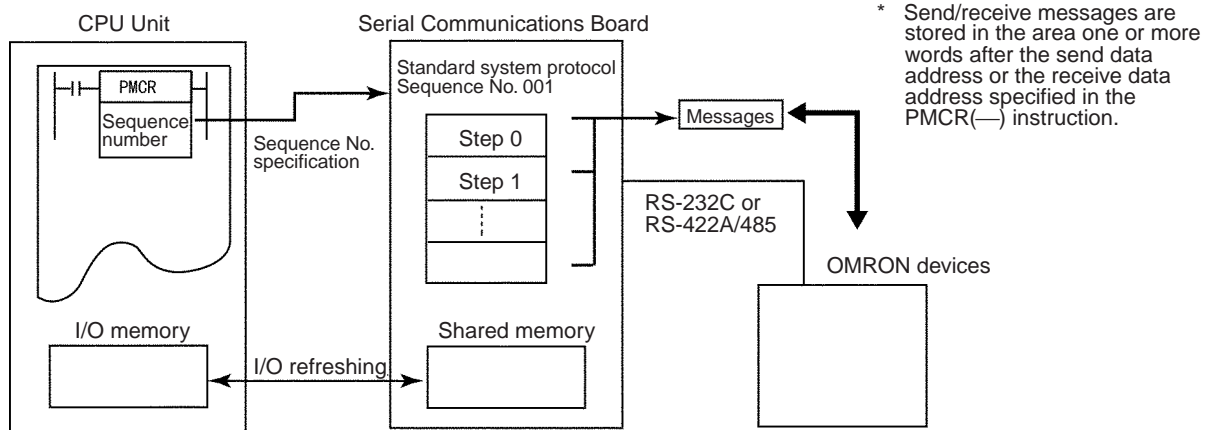 CPU Unit
Serial Communications Board
* Send/receive messages are
stored in the area one or more
words after the send data
address or the receive data
address specified in the
PMCR(—) instruction.
PMCR
Sequence
number
Sequence No.
specification
Standard system protocol
Sequence No. 001
Step 0
Step 1
Messages
RS-232C or
RS-422A/485
OMRON devices
I/O memory
I/O refreshing
Shared memory